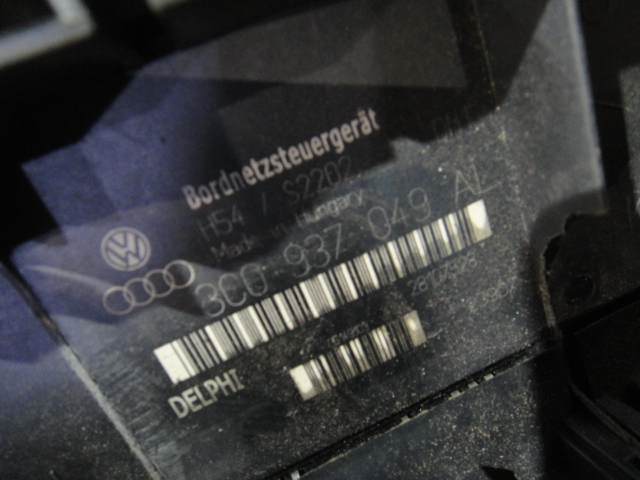 Bordnetzsteuergerät
H54 / S2202
Made in Hungary
3C0 937 049 AL
DELPHI